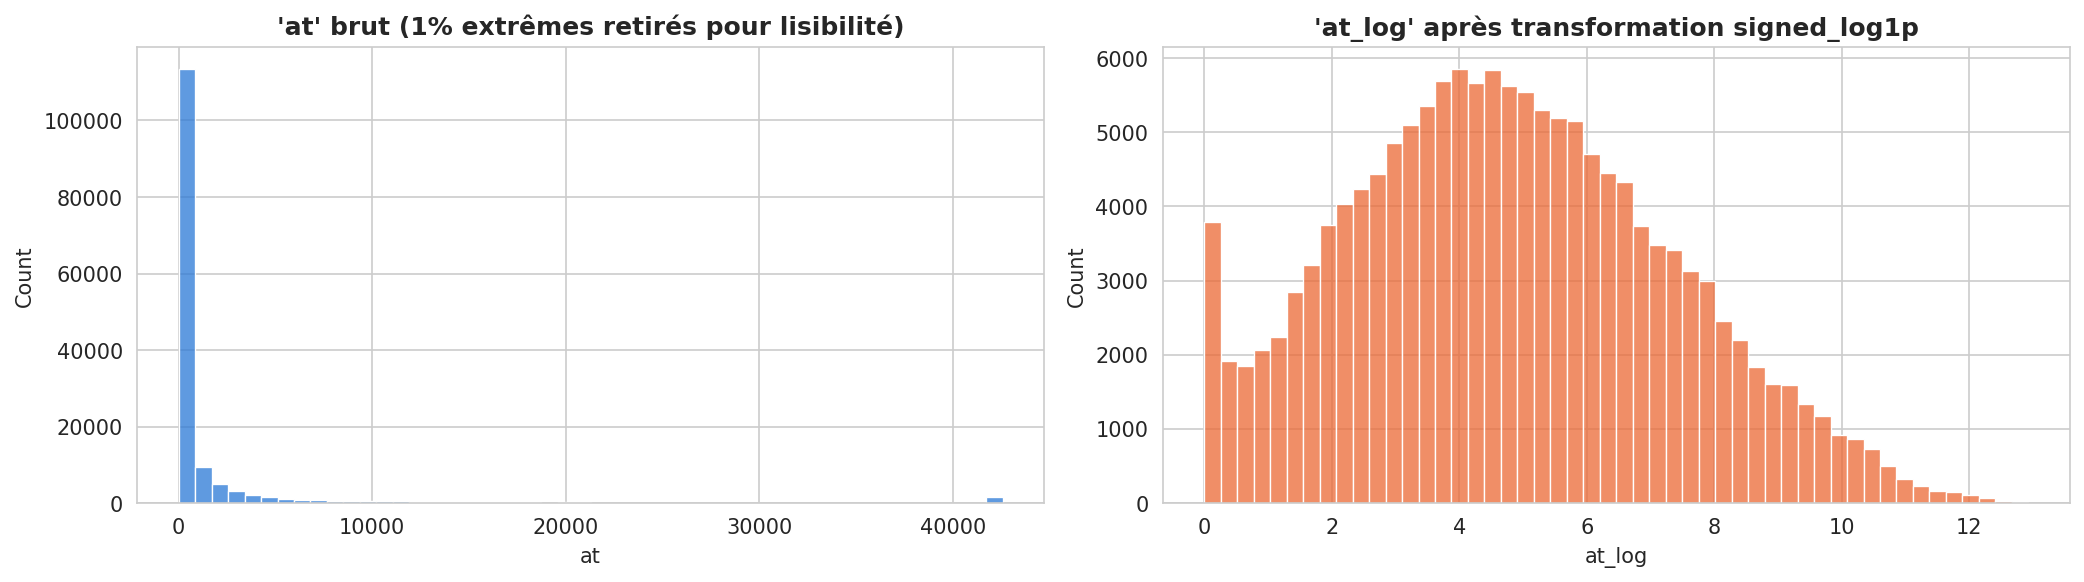 'at' brut (1% extrêmes retirés pour lisibilité)
Count
100000
80000
60000
40000
20000
0
0 10000 20000 30000 40000
at
'at_log' après transformation signed_log1p
Count
6000
5000
4000
3000
2000
1000
0
0 2 4 6 8 10 12
at_log